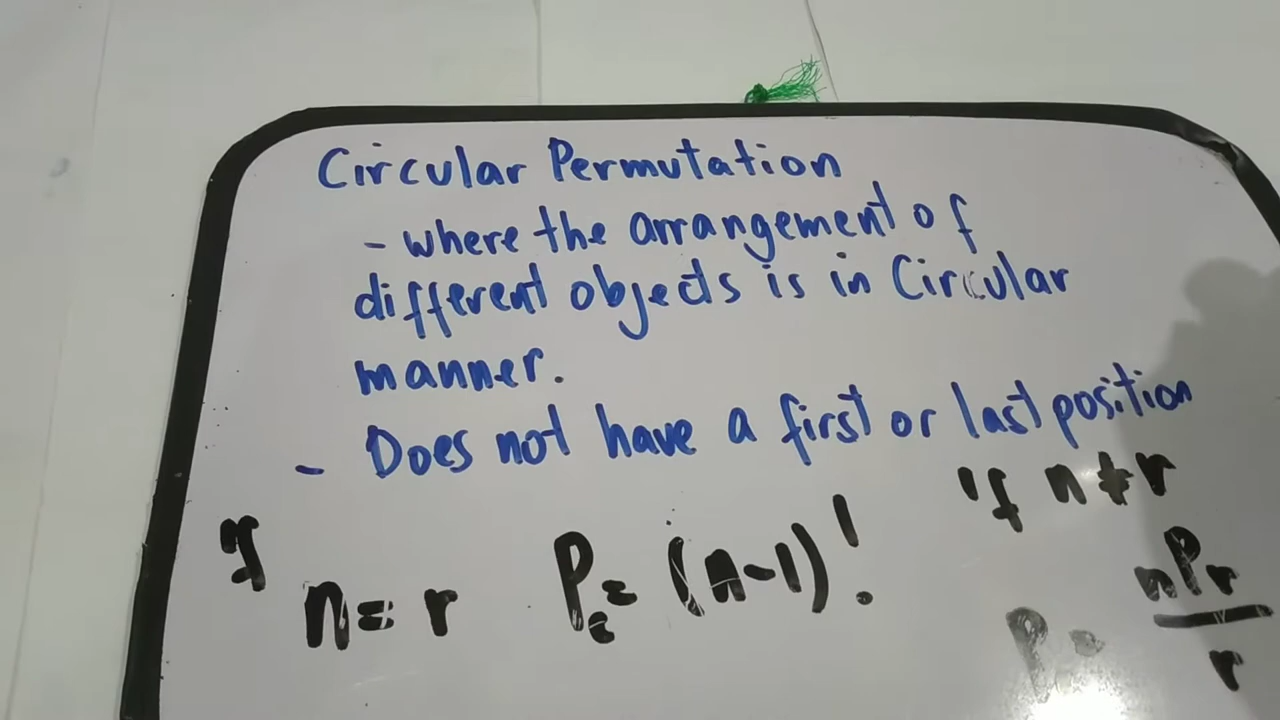 Circular Permutation
- where the arrangement of
different objects is in Circular
manner.
- Does not have a first or last position
if n = r Pc = (n-1)!
if n ≠ r
P = nPr / r